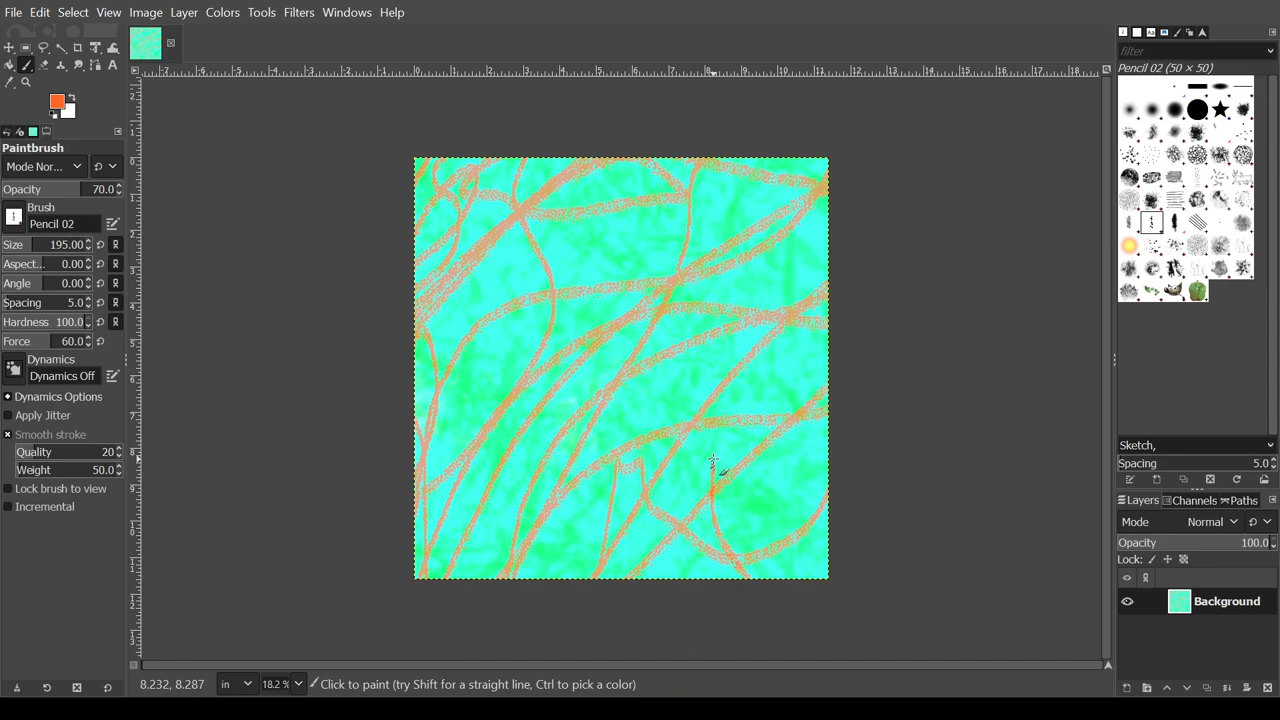 File Edit Select View Image Layer Colors Tools Filters Windows Help
Paintbrush
Mode Nor...
Opacity 70.0
Brush
Pencil 02
Size 195.00
Aspect... 0.00
Angle 0.00
Spacing 5.0
Hardness 100.0
Force 60.0
Dynamics
Dynamics Off
Dynamics Options
Apply Jitter
Smooth stroke
Quality 20
Weight 50.0
Lock brush to view
Incremental
8.232, 8.287 in 18.2 % Click to paint (try Shift for a straight line, Ctrl to pick a color)
filter
Pencil 02 (50 × 50)
Sketch,
Spacing 5.0
Layers Channels Paths
Mode Normal
Opacity 100.0
Lock:
Background